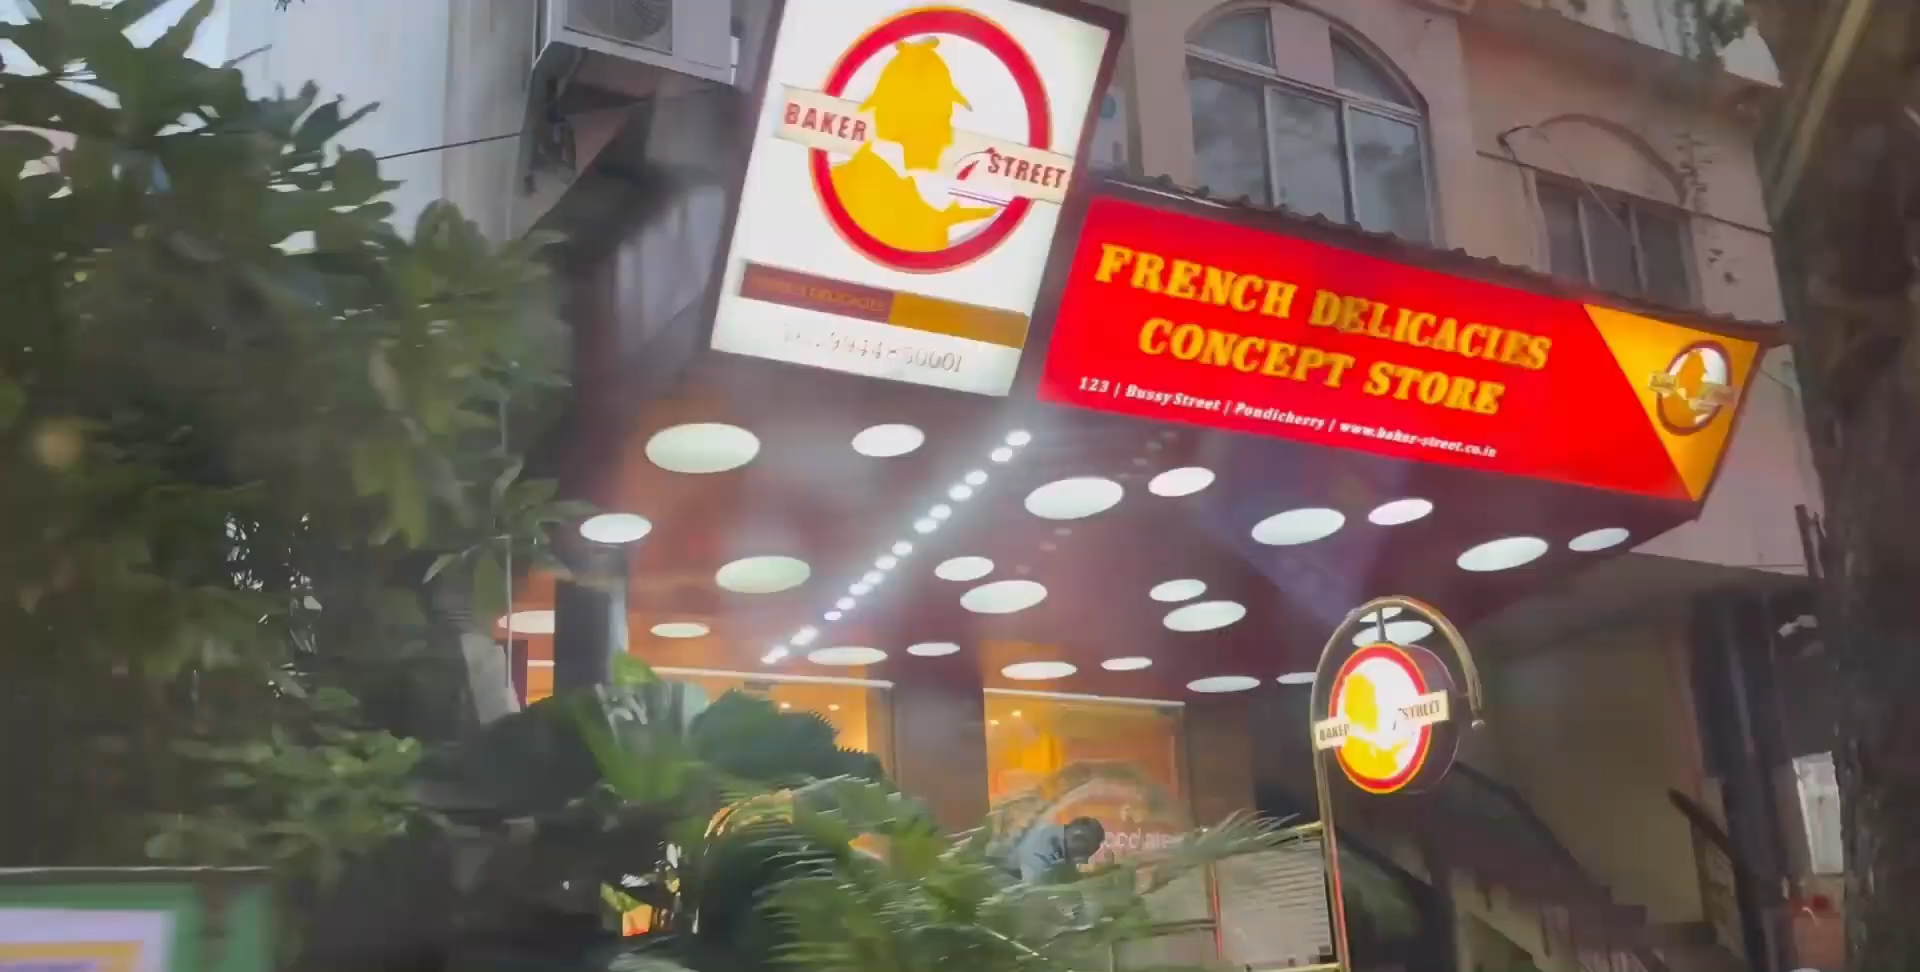 BAKER STREET
FRENCH DELICACIES
CONCEPT STORE
123 | Bussy Street | Pondicherry | www.baker-street.co.in
BAKER STREET